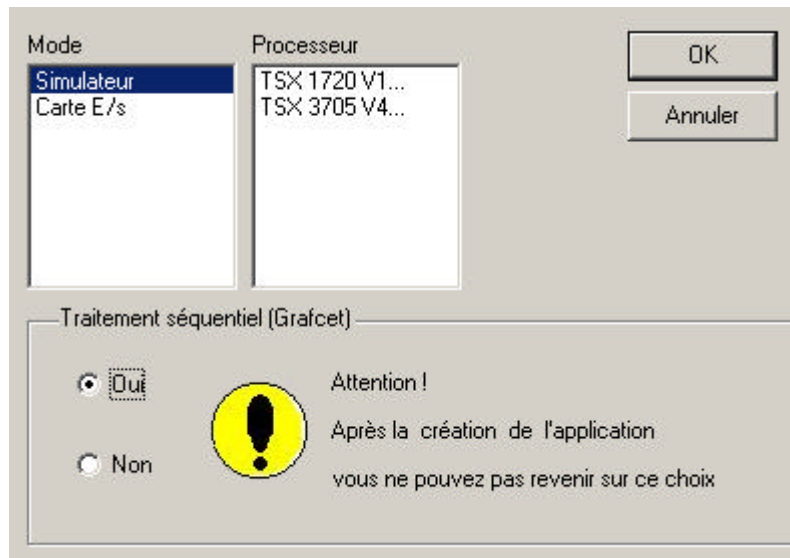 Mode
Processeur
Simulateur
Carte E/s
TSX 1720 V1...
TSX 3705 V4...
OK
Annuler
Traitement séquentiel (Grafcet)
Oui
Non
Attention !
Après la création de l'application
vous ne pouvez pas revenir sur ce choix